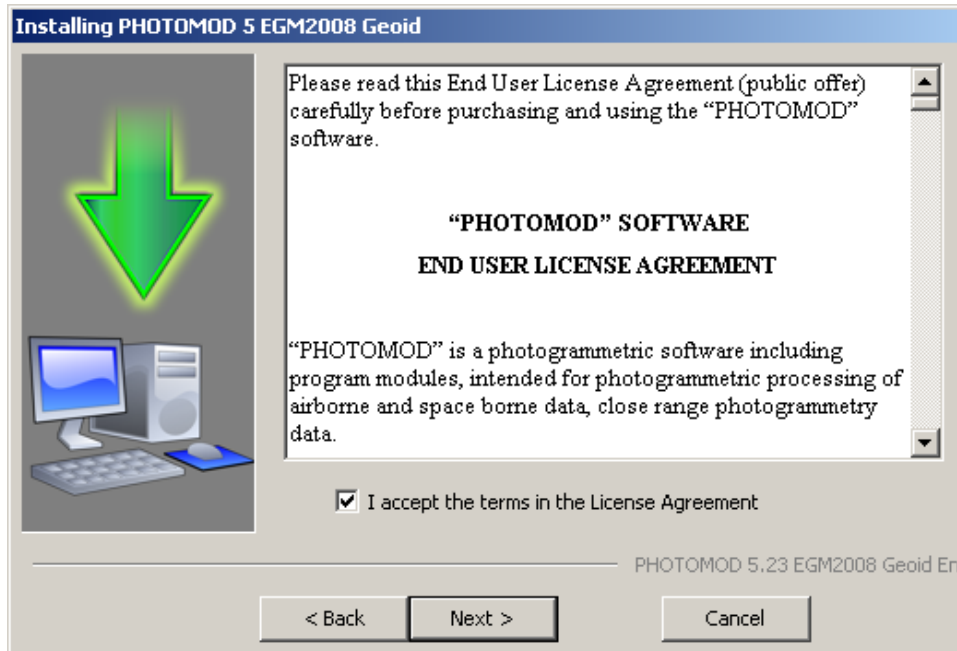 Installing PHOTOMOD 5 EGM2008 Geoid
Please read this End User License Agreement (public offer)
carefully before purchasing and using the “PHOTOMOD”
software.
“PHOTOMOD” SOFTWARE
END USER LICENSE AGREEMENT
“PHOTOMOD” is a photogrammetric software including
program modules, intended for photogrammetric processing of
airborne and space borne data, close range photogrammetry
data.
I accept the terms in the License Agreement
PHOTOMOD 5.23 EGM2008 Geoid En
< Back
Next >
Cancel